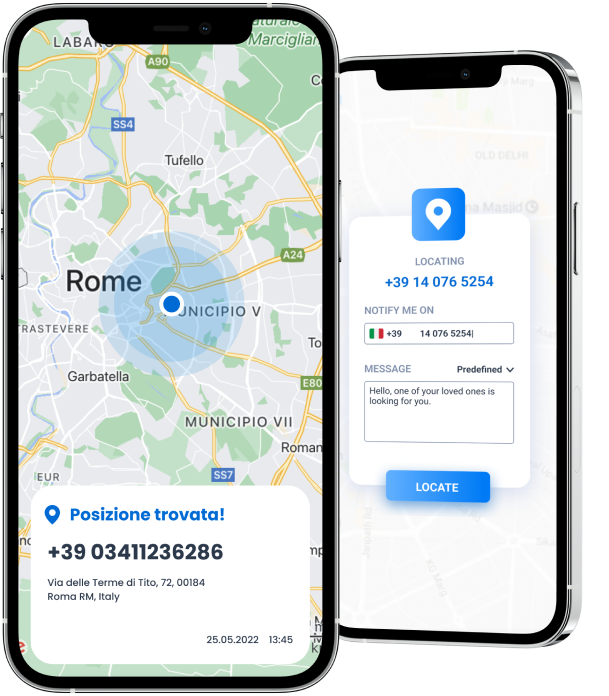 LABARO
Marciglian
A90
SS4
Tufello
A24
Rome
MUNICIPIO V
TRASTEVERE
To
Garbatella
E80
MUNICIPIO VII
Roman
EUR
SS7
Posizione trovata!
+39 03411236286
Via delle Terme di Tito, 72, 00184
Roma RM, Italy
25.05.2022 13:45
OLD DELHI
Masjid
LOCATING
+39 14 076 5254
NOTIFY ME ON
+39 14 076 5254
MESSAGE Predefined
Hello, one of your loved ones is
looking for you.
LOCATE